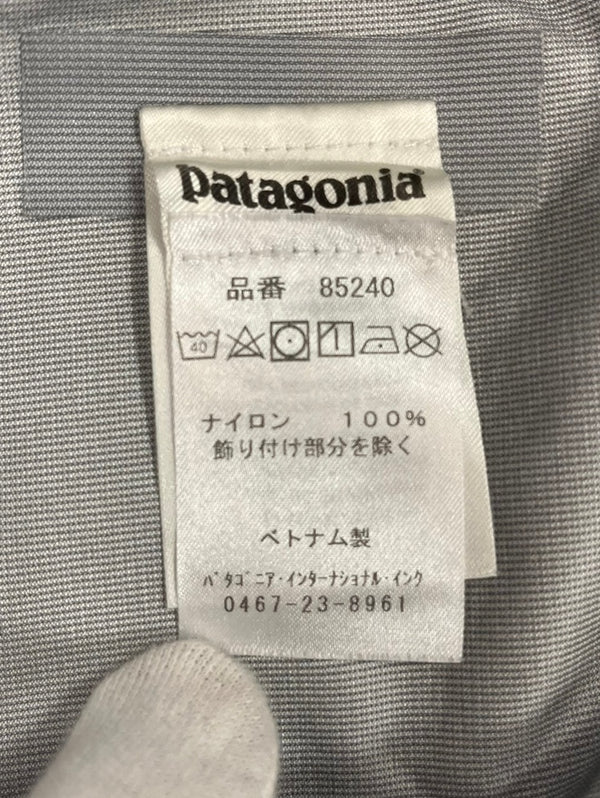 patagonia
品番 85240
40
ナイロン 100%
飾り付け部分を除く
ベトナム製
パタゴニア・インターナショナル・インク
0467-23-8961